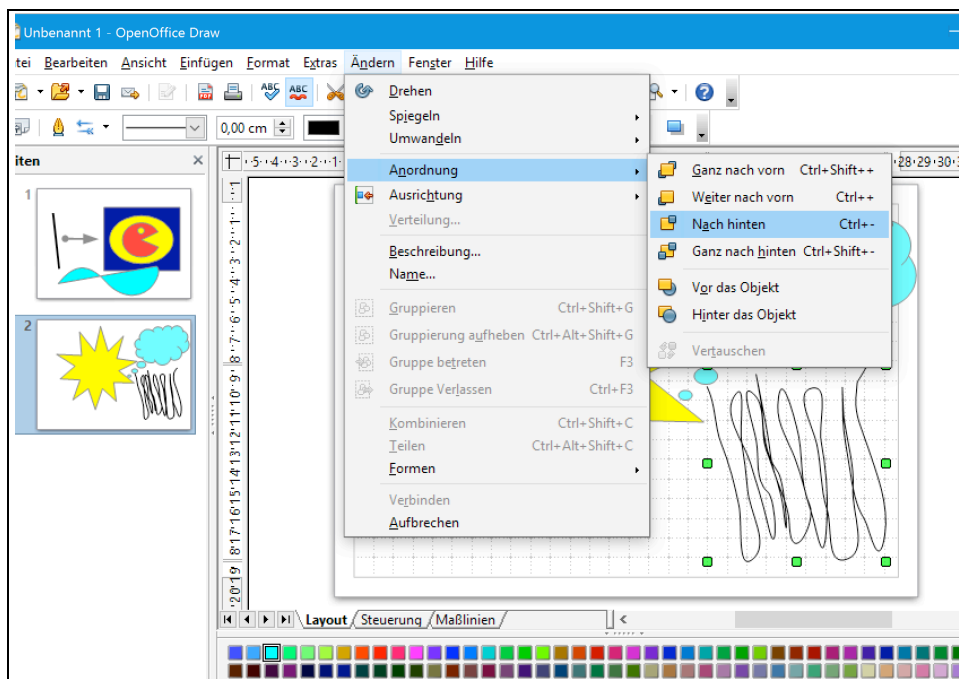 Unbenannt 1 - OpenOffice Draw
tei Bearbeiten Ansicht Einfügen Format Extras Ändern Fenster Hilfe
0,00 cm
iten
1
2
Drehen
Spiegeln
Umwandeln
Anordnung
Ausrichtung
Verteilung...
Beschreibung...
Name...
Gruppieren Ctrl+Shift+G
Gruppierung aufheben Ctrl+Alt+Shift+G
Gruppe betreten F3
Gruppe Verlassen Ctrl+F3
Kombinieren Ctrl+Shift+C
Teilen Ctrl+Alt+Shift+C
Formen
Verbinden
Aufbrechen
Ganz nach vorn Ctrl+Shift++
Weiter nach vorn Ctrl++
Nach hinten Ctrl+-
Ganz nach hinten Ctrl+Shift+-
Vor das Objekt
Hinter das Objekt
Vertauschen
Layout Steuerung Maßlinien